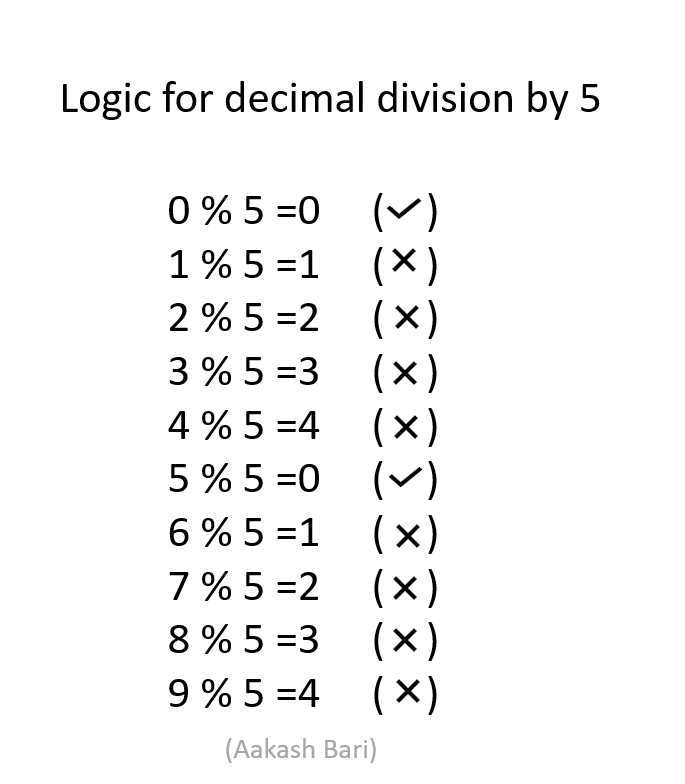 Logic for decimal division by 5
0 % 5 =0 (✓)
1 % 5 =1 (×)
2 % 5 =2 (×)
3 % 5 =3 (×)
4 % 5 =4 (×)
5 % 5 =0 (✓)
6 % 5 =1 (×)
7 % 5 =2 (×)
8 % 5 =3 (×)
9 % 5 =4 (×)
(Aakash Bari)